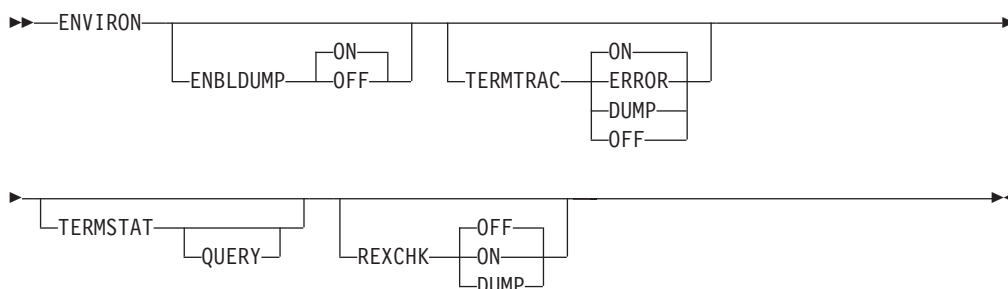 ENVIRON
ENBLDUMP
ON
OFF
TERMTRAC
ON
ERROR
DUMP
OFF
TERMSTAT
QUERY
REXCHK
OFF
ON
DUMP